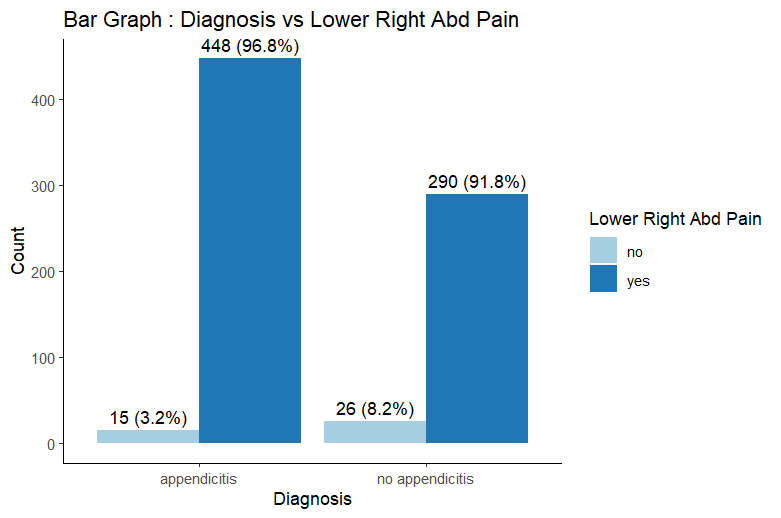 Bar Graph : Diagnosis vs Lower Right Abd Pain
448 (96.8%)
290 (91.8%)
15 (3.2%)
26 (8.2%)
400
300
200
100
0
Count
appendicitis
no appendicitis
Diagnosis
Lower Right Abd Pain
no
yes